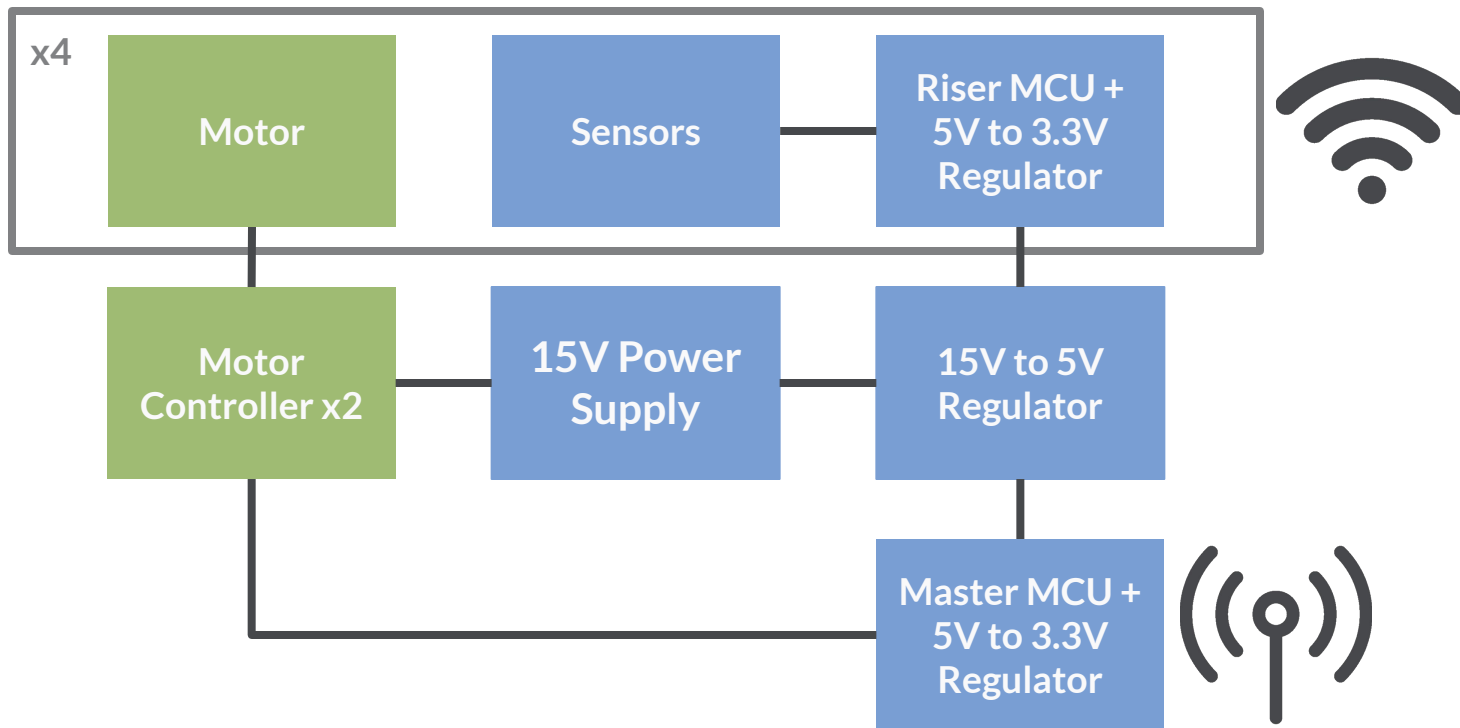 x4
Motor
Sensors
Riser MCU +
5V to 3.3V
Regulator
Motor
Controller x2
15V Power
Supply
15V to 5V
Regulator
Master MCU +
5V to 3.3V
Regulator